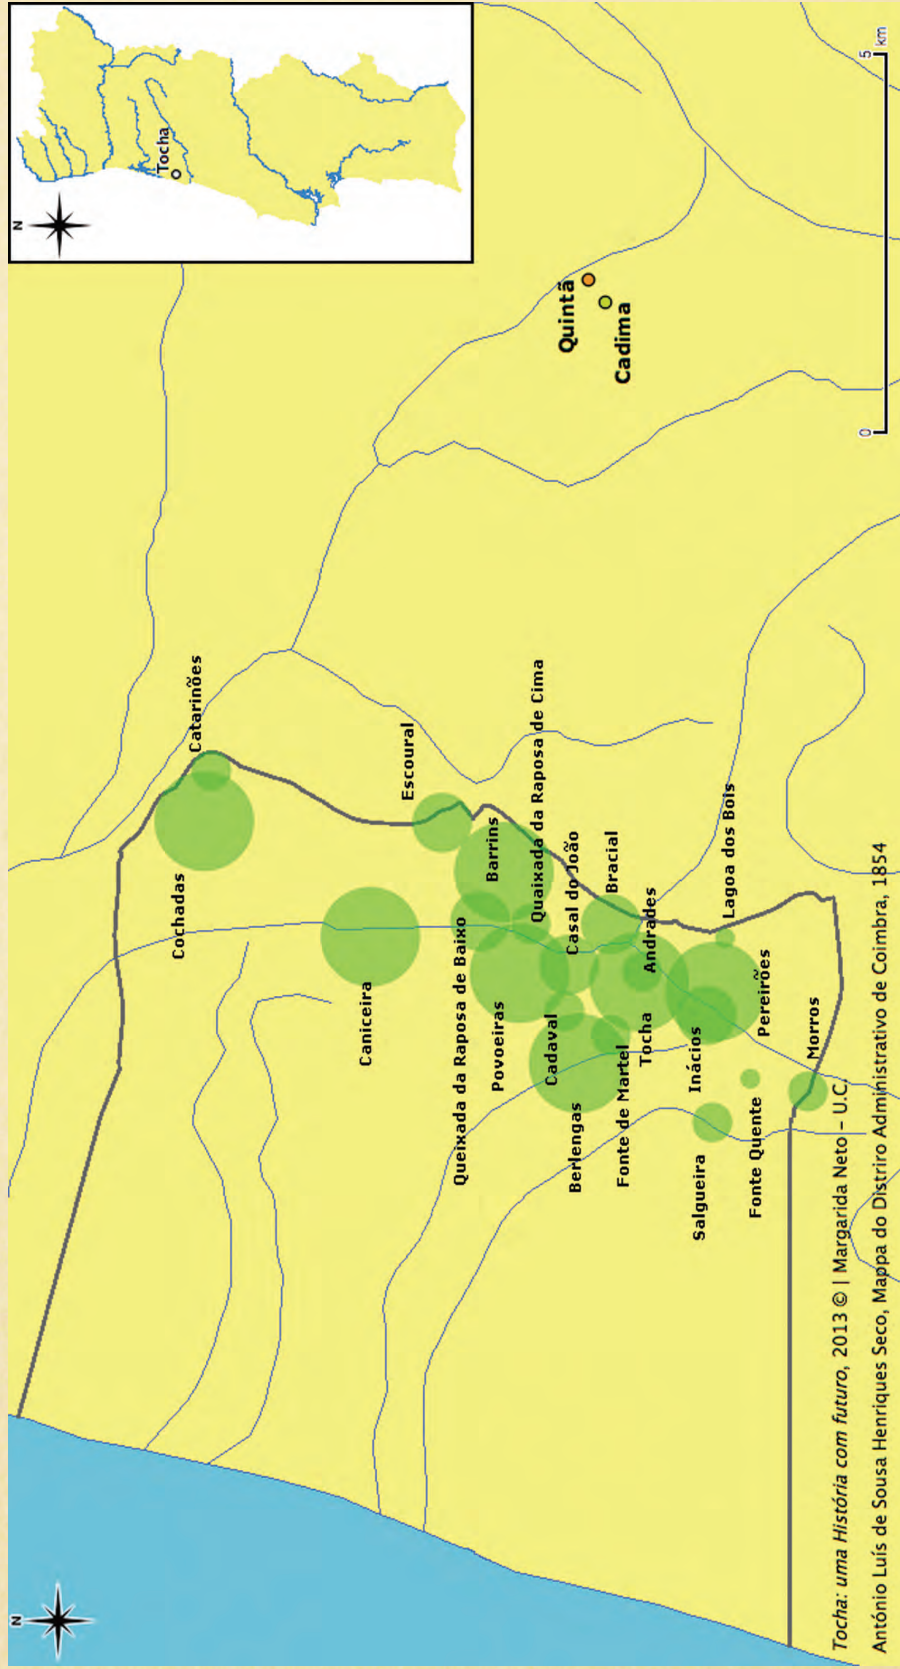 N
Tocha
N
Catarinões
Cochadas
Escoural
Caniceira
Barrins
Quaixada da Raposa de Cima
Queixada da Raposa de Baixo
Povoeiras
Casal do João
Cadaval
Bracial
Berlengas
Fonte de Martel
Andrades
Tocha
Lagoa dos Bois
Inácios
Pereirões
Salgueira
Fonte Quente
Morros
Quintã
Cadima
0 5
km
Tocha: uma História com futuro, 2013 © | Margarida Neto – U.C.
António Luís de Sousa Henriques Seco, Mappa do Distriro Administrativo de Coimbra, 1854